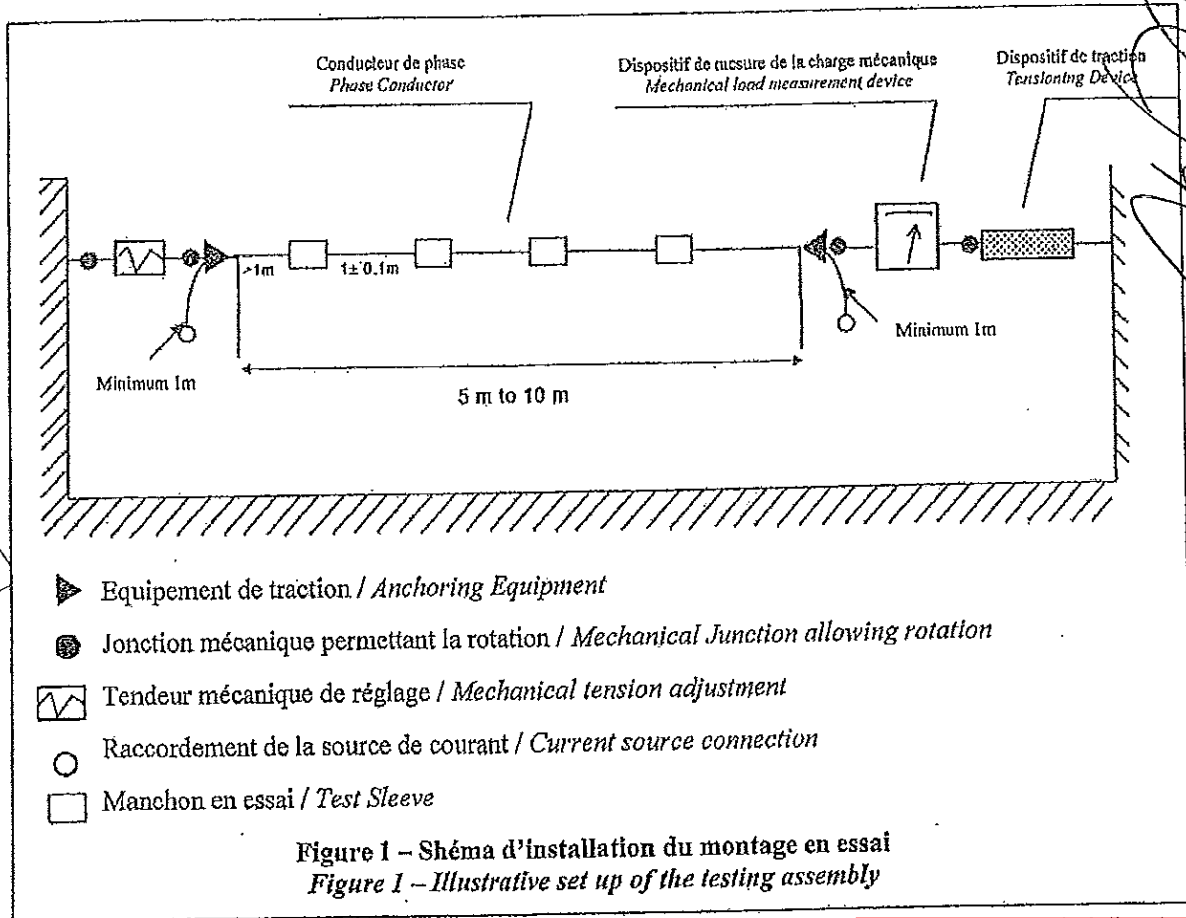 Conducteur de phase
Phase Conductor
Dispositif de mesure de la charge mécanique
Mechanical load measurement device
Dispositif de traction
Tensioning Device
>1m
1±0.1m
Minimum 1m
Minimum 1m
5 m to 10 m
Equipement de traction / Anchoring Equipment
Jonction mécanique permettant la rotation / Mechanical Junction allowing rotation
Tendeur mécanique de réglage / Mechanical tension adjustment
Raccordement de la source de courant / Current source connection
Manchon en essai / Test Sleeve
Figure 1 – Shéma d'installation du montage en essai
Figure 1 – Illustrative set up of the testing assembly